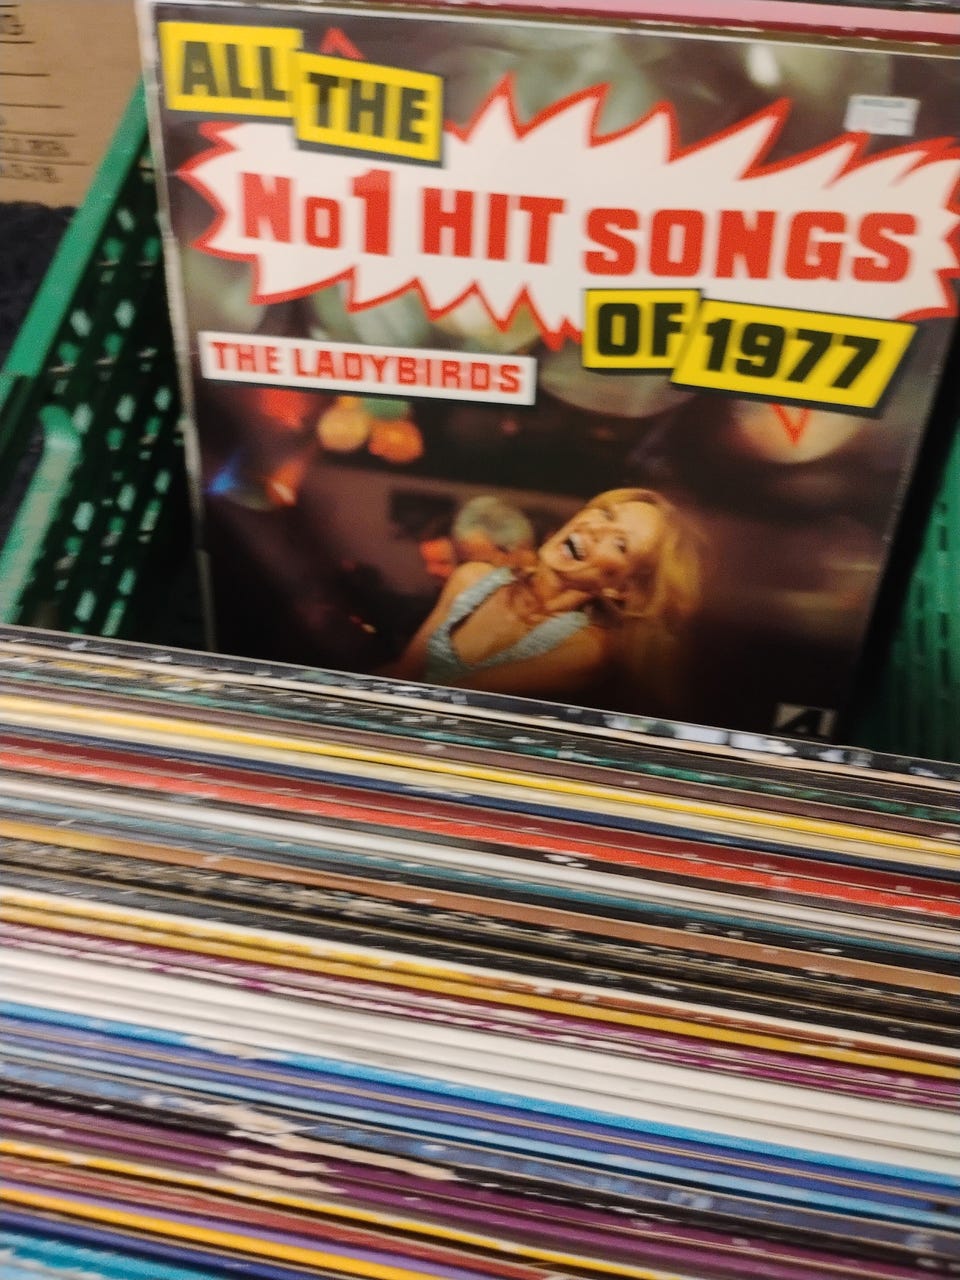 ALL THE
No1 HIT SONGS
OF 1977
THE LADYBIRDS